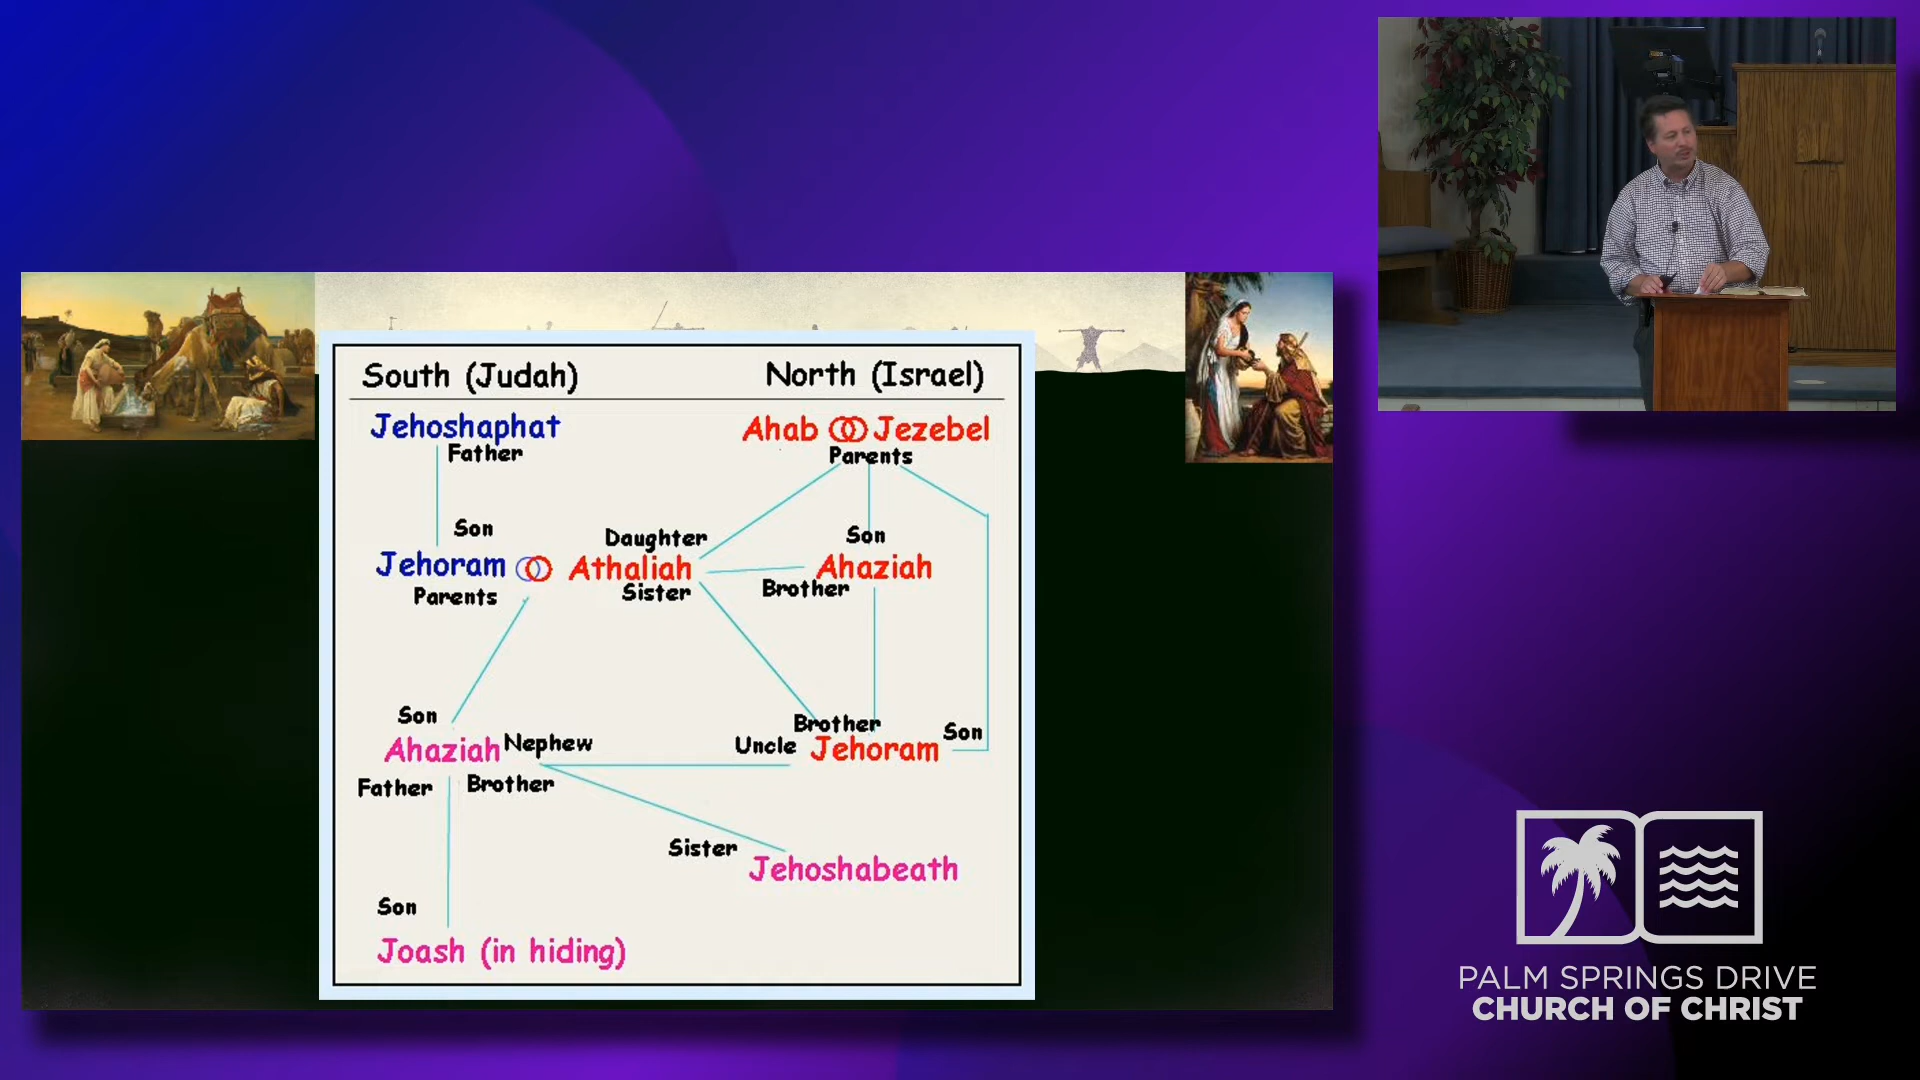 South (Judah) North (Israel)
Jehoshaphat Ahab Jezebel
Father Parents
Son Daughter Son
Jehoram Athaliah Ahaziah
Parents Sister Brother
Son Brother Son
Ahaziah Nephew Uncle Jehoram
Father Brother
Sister
Jehoshabeath
Son
Joash (in hiding)
PALM SPRINGS DRIVE
CHURCH OF CHRIST